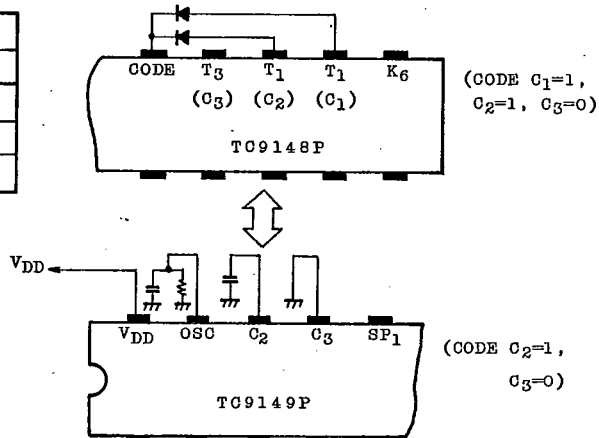 CODE T3 T1 T1 K6
(C3) (C2) (C1)
(CODE C1=1,
C2=1, C3=0)
TC9148P
VDD
VDD OSC C2 C3 SP1
(CODE C2=1,
C3=0)
TC9149P